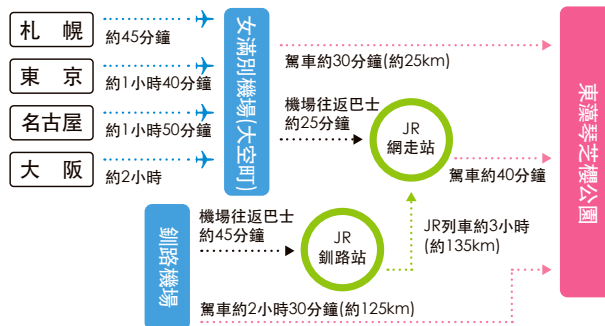 札幌
約45分鐘
東京
約1小時40分鐘
名古屋
約1小時50分鐘
大阪
約2小時
女滿別機場(大空町)
駕車約30分鐘(約25km)
機場往返巴士
約25分鐘
JR
網走站
駕車約40分鐘
東藻琴芝櫻公園
釧路機場
機場往返巴士
約45分鐘
JR
釧路站
JR列車約3小時
(約135km)
駕車約2小時30分鐘(約125km)